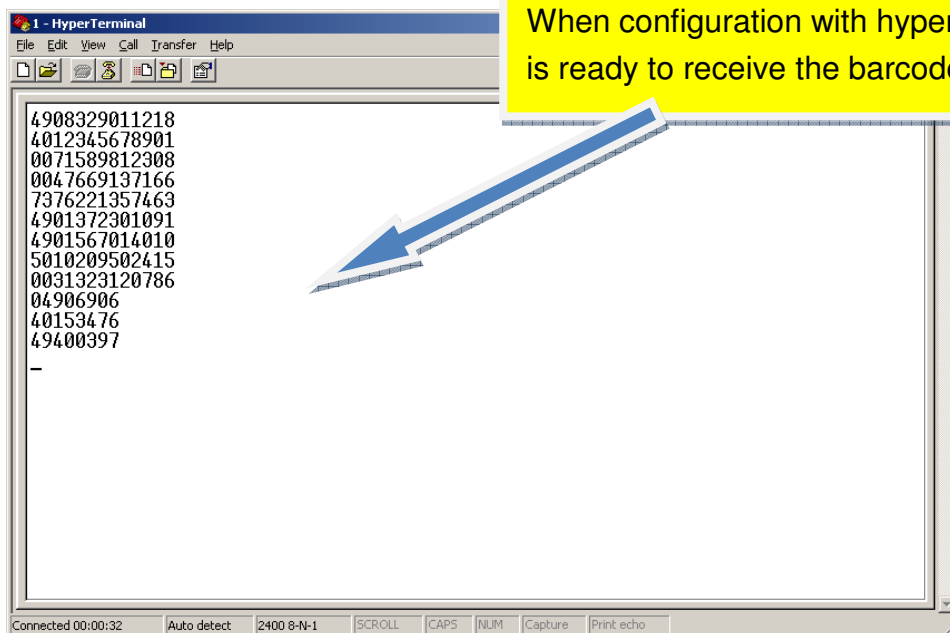 1 - HyperTerminal
File Edit View Call Transfer Help
When configuration with hyper
is ready to receive the barcode
4908329011218
4012345678901
0071589812308
0047669137166
7376221357463
4901372301091
4901567014010
5010209502415
0031323120786
04906906
40153476
49400397
_
Connected 00:00:32 Auto detect 2400 8-N-1 SCROLL CAPS NUM Capture Print echo